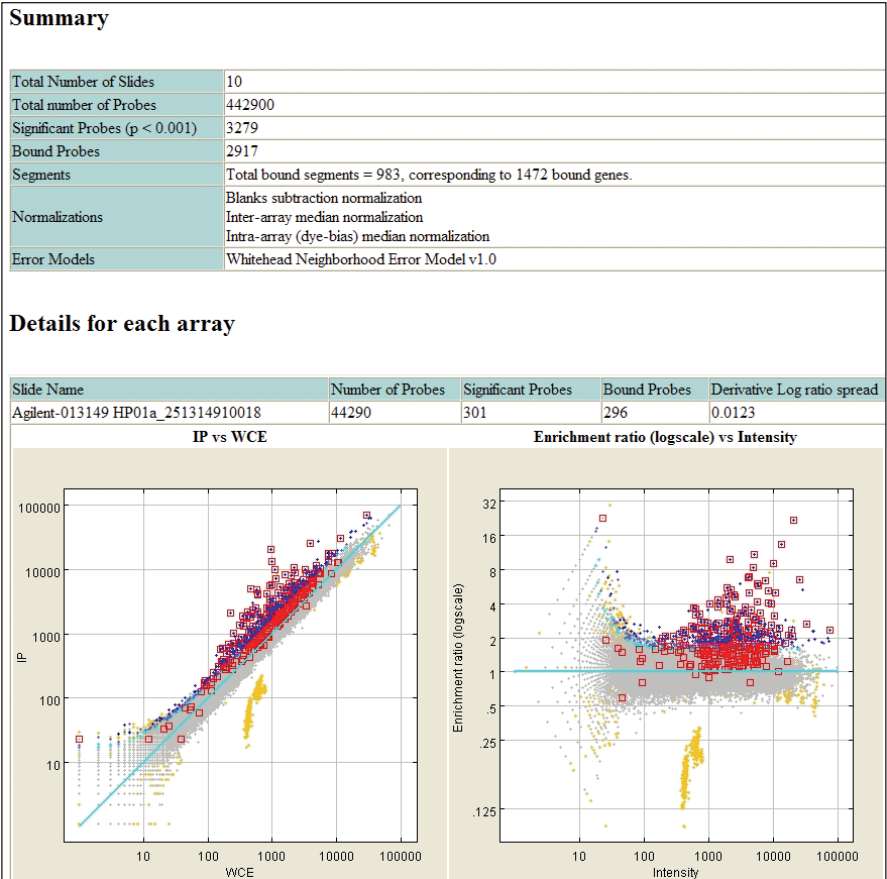 Summary
Total Number of Slides 10
Total number of Probes 442900
Significant Probes (p < 0.001) 3279
Bound Probes 2917
Segments Total bound segments = 983, corresponding to 1472 bound genes.
Normalizations
Blanks subtraction normalization
Inter-array median normalization
Intra-array (dye-bias) median normalization
Error Models Whitehead Neighborhood Error Model v1.0
Details for each array
Slide Name Number of Probes Significant Probes Bound Probes Derivative Log ratio spread
Agilent-013149 HP01a_251314910018 44290 301 296 0.0123
IP vs WCE
100000
10000
1000
100
10
IP
10 100 1000 10000 100000
WCE
Enrichment ratio (logscale) vs Intensity
32
16
8
4
2
1
.5
.25
.125
Enrichment ratio (logscale)
10 100 1000 10000 100000
Intensity